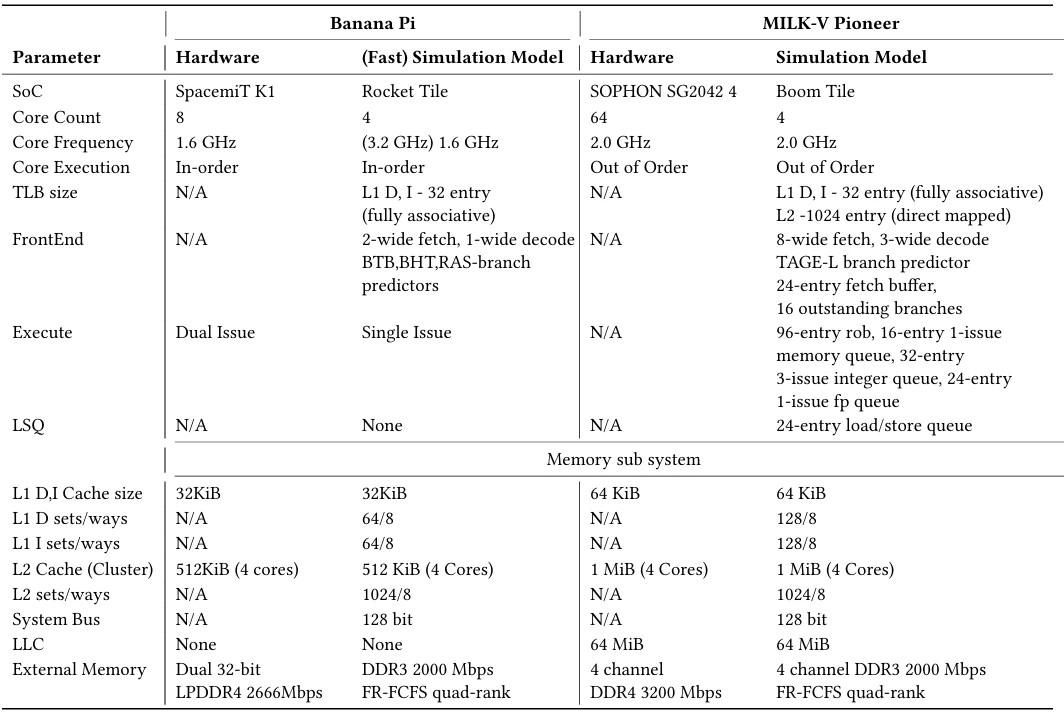 Banana Pi MILK-V Pioneer
Parameter Hardware (Fast) Simulation Model Hardware Simulation Model
SoC SpacemiT K1 Rocket Tile SOPHON SG2042 4 Boom Tile
Core Count 8 4 64 4
Core Frequency 1.6 GHz (3.2 GHz) 1.6 GHz 2.0 GHz 2.0 GHz
Core Execution In-order In-order Out of Order Out of Order
TLB size N/A L1 D, I - 32 entry N/A L1 D, I - 32 entry (fully associative)
(fully associative) L2 -1024 entry (direct mapped)
FrontEnd N/A 2-wide fetch, 1-wide decode N/A 8-wide fetch, 3-wide decode
BTB,BHT,RAS-branch TAGE-L branch predictor
predictors 24-entry fetch buffer,
16 outstanding branches
Execute Dual Issue Single Issue N/A 96-entry rob, 16-entry 1-issue
memory queue, 32-entry
3-issue integer queue, 24-entry
1-issue fp queue
LSQ N/A None N/A 24-entry load/store queue
Memory sub system
L1 D,I Cache size 32KiB 32KiB 64 KiB 64 KiB
L1 D sets/ways N/A 64/8 N/A 128/8
L1 I sets/ways N/A 64/8 N/A 128/8
L2 Cache (Cluster) 512KiB (4 cores) 512 KiB (4 Cores) 1 MiB (4 Cores) 1 MiB (4 Cores)
L2 sets/ways N/A 1024/8 N/A 1024/8
System Bus N/A 128 bit N/A 128 bit
LLC None None 64 MiB 64 MiB
External Memory Dual 32-bit DDR3 2000 Mbps 4 channel 4 channel DDR3 2000 Mbps
LPDDR4 2666Mbps FR-FCFS quad-rank DDR4 3200 Mbps FR-FCFS quad-rank